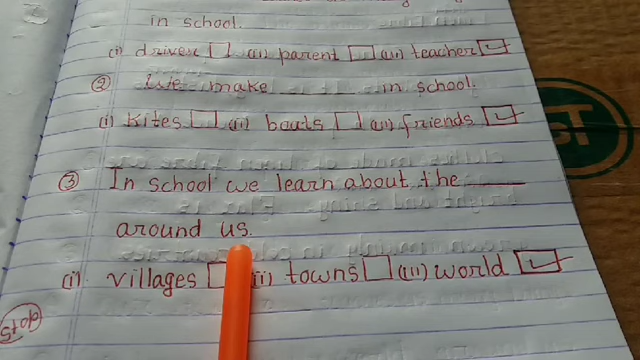 in school.
(i) driver (ii) parent (iii) teacher
② We make in school.
(i) kites (ii) boats (iii) friends
③ In school we learn about the ____
around us.
(i) villages (ii) towns (iii) world